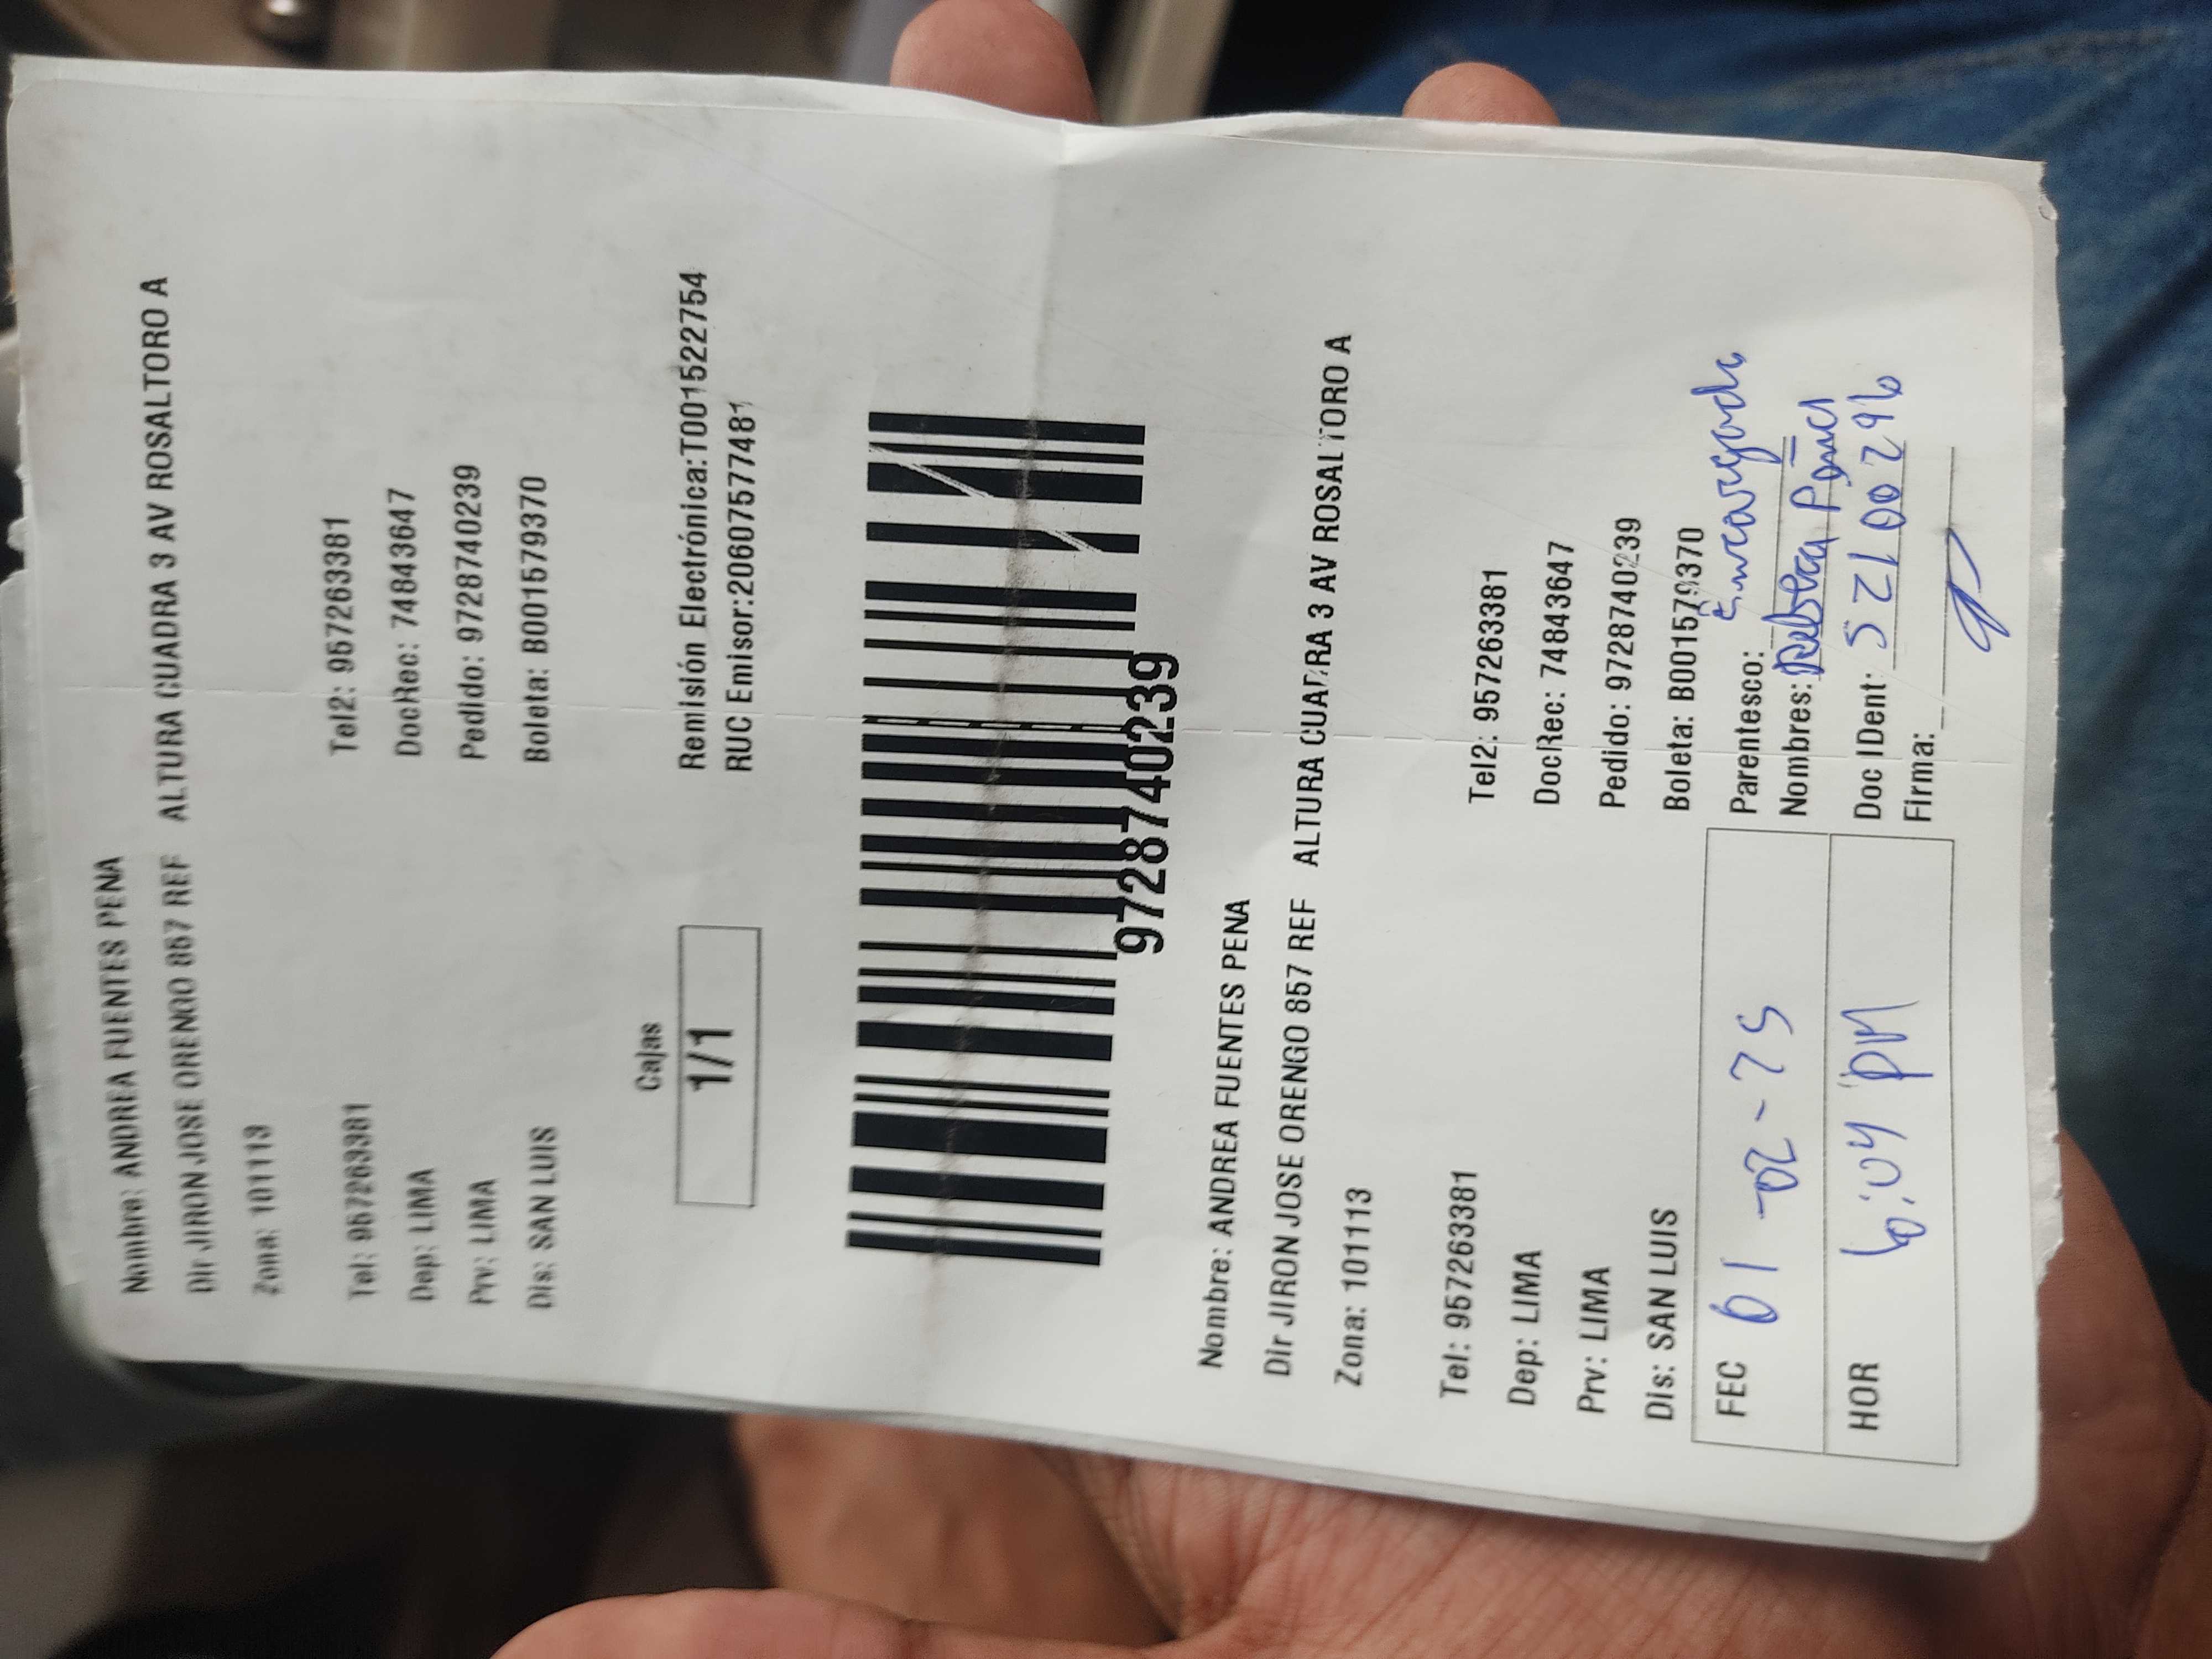 Nombre: ANDREA FUENTES PENA
Dir JIRON JOSE ORENGO 857 REF ALTURA CUADRA 3 AV ROSALTORO A
Zona: 101113
Tel: 957263381 Tel2: 957263381
Dep: LIMA DocRec: 74843647
Prv: LIMA Pedido: 9728740239
Dis: SAN LUIS Boleta: B001579370
Cajas
1/1
Remisión Electrónica:T001522754
RUC Emisor:20607577481
9728740239
Nombre: ANDREA FUENTES PENA
Dir JIRON JOSE ORENGO 857 REF ALTURA CUADRA 3 AV ROSALTORO A
Zona: 101113
Tel: 957263381 Tel2: 957263381
Dep: LIMA DocRec: 74843647
Prv: LIMA Pedido: 9728740239
Dis: SAN LUIS Boleta: B001579370
FEC 01-02-25
HOR 6:04 PM
Parentesco: Encargada
Nombres: Rebeca
Doc IDent: 52100296
Firma: